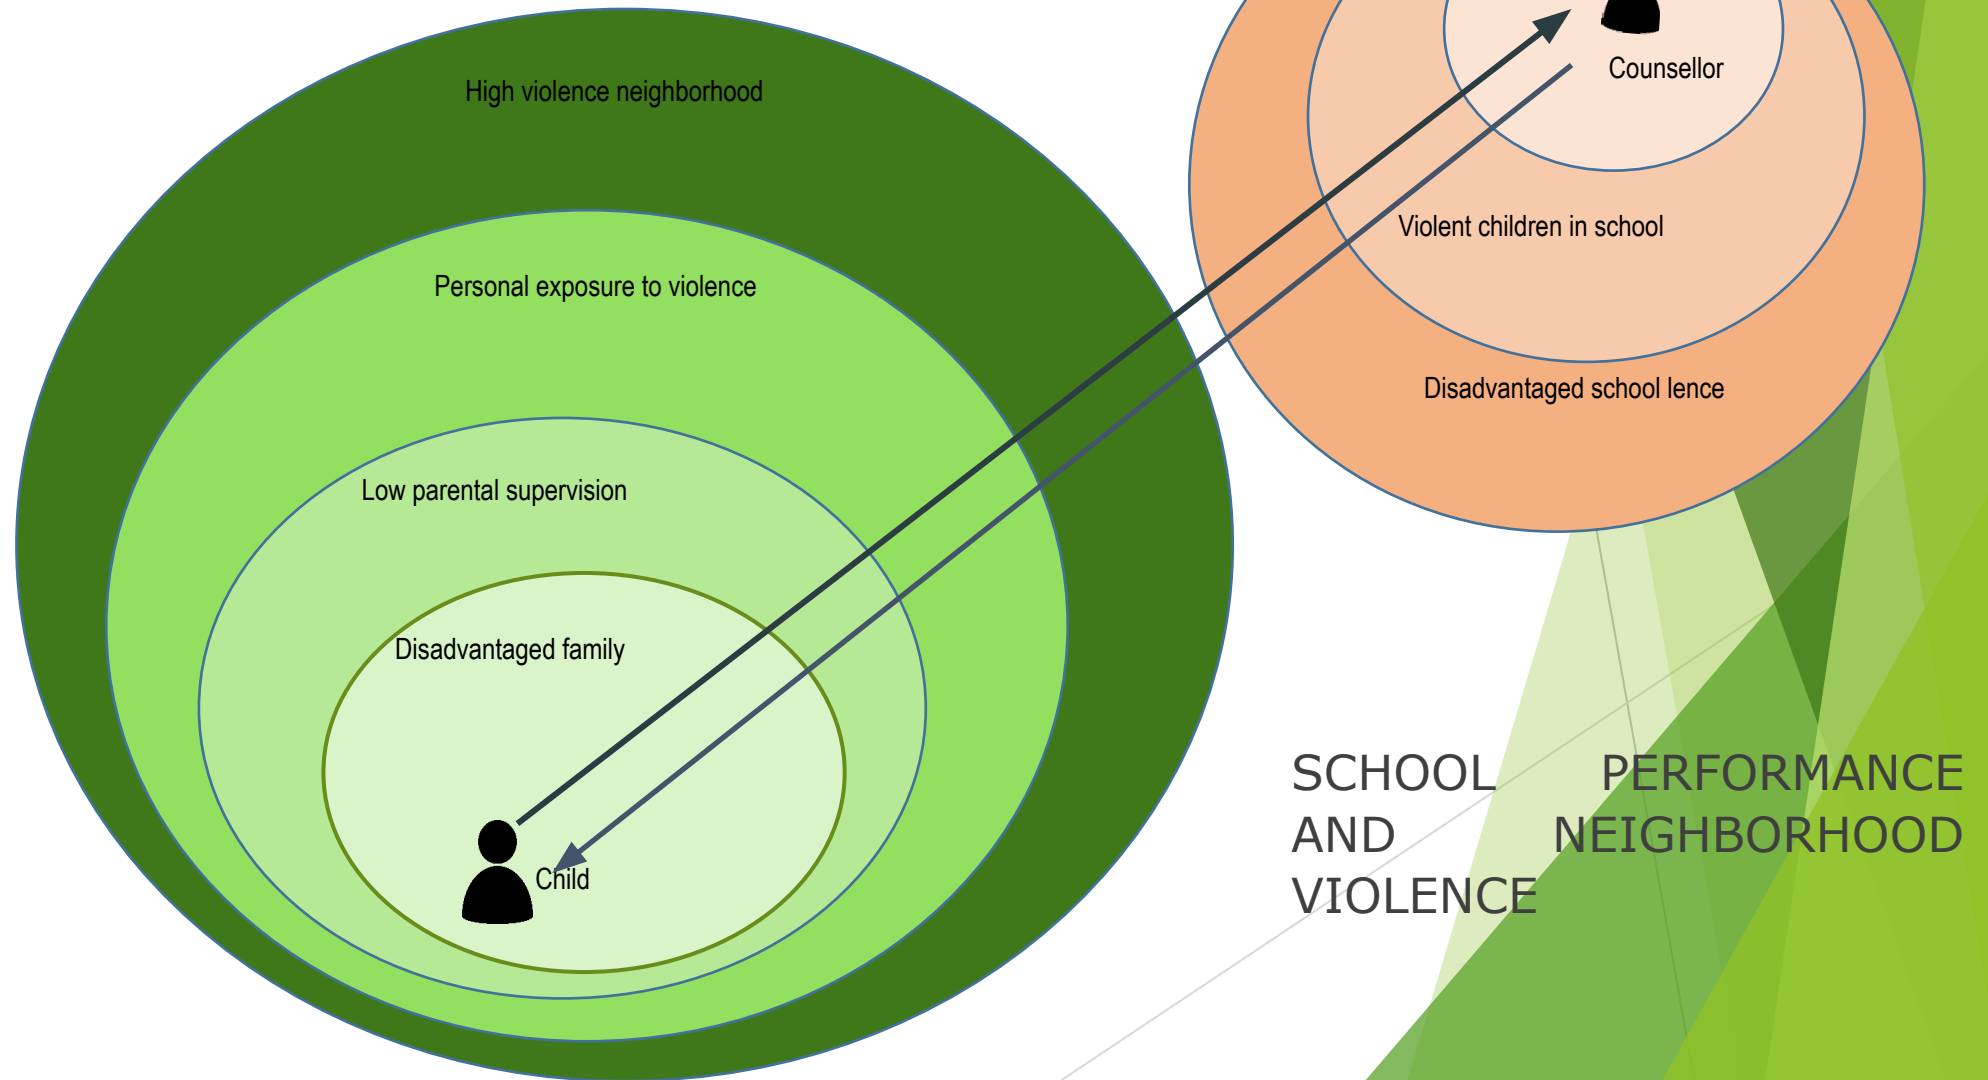 High violence neighborhood
Personal exposure to violence
Low parental supervision
Disadvantaged family
Child
Counsellor
Violent children in school
Disadvantaged school lence
SCHOOL PERFORMANCE
AND NEIGHBORHOOD
VIOLENCE